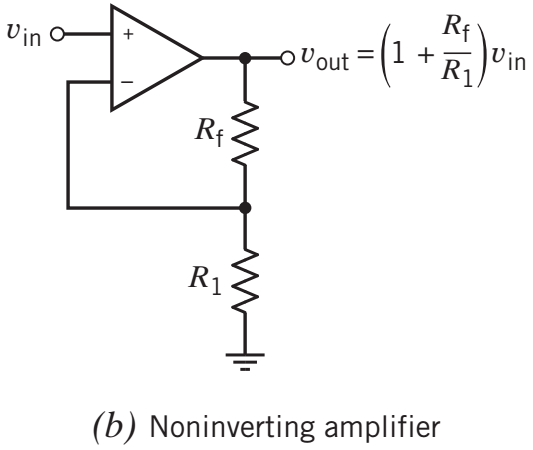 v_in + v_out = (1 + R_f/R_1) v_in
−
R_f
R_1
(b) Noninverting amplifier